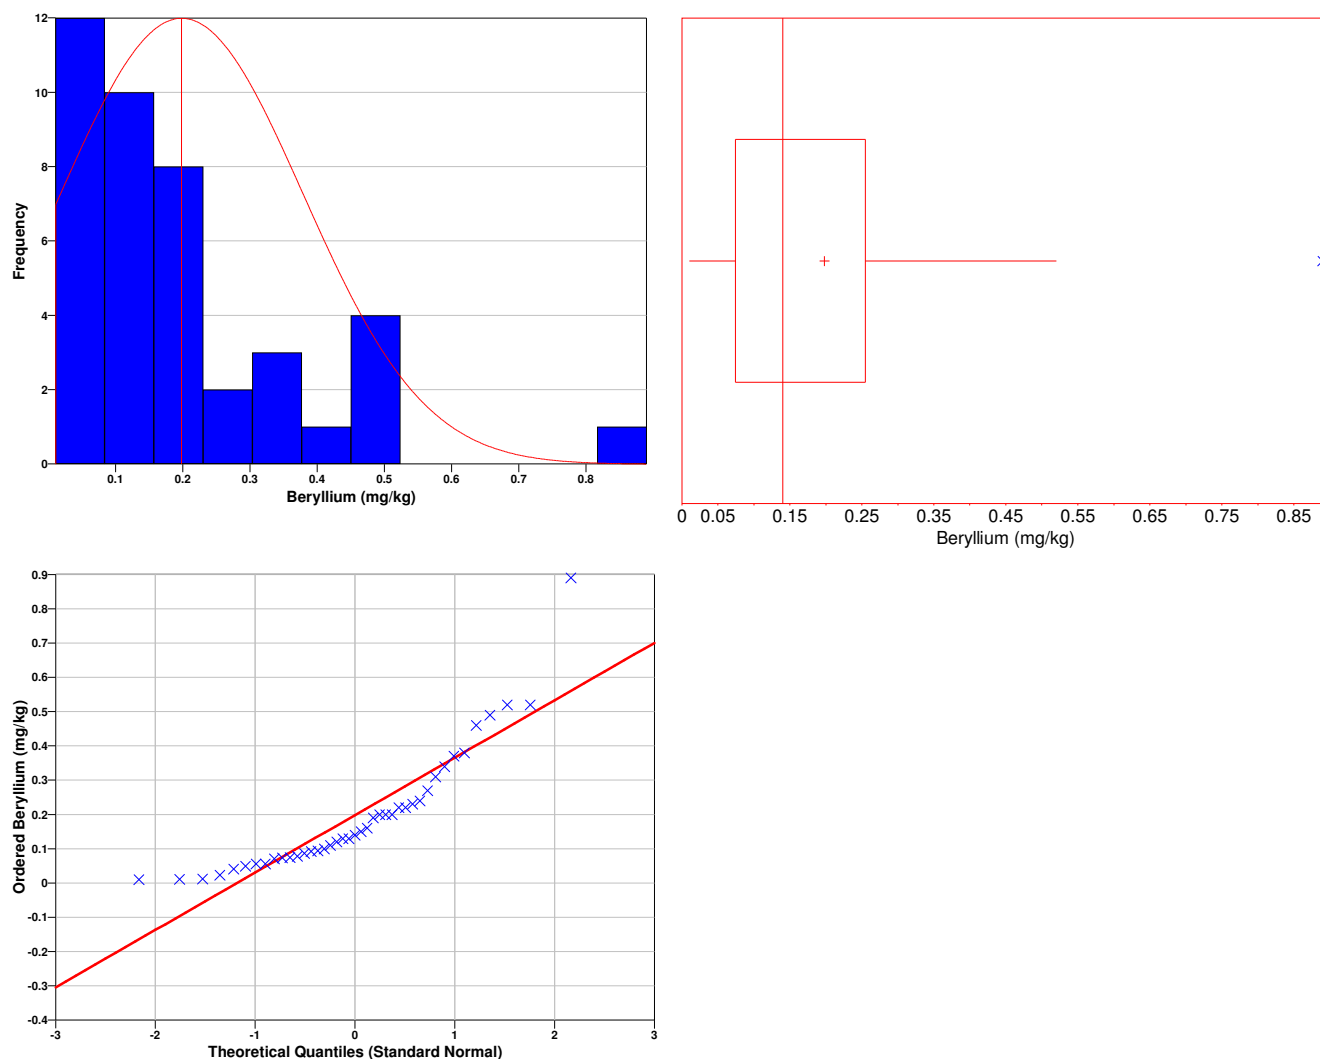 12
10
8
6
4
2
0
Frequency
0.1 0.2 0.3 0.4 0.5 0.6 0.7 0.8
Beryllium (mg/kg)
0 0.05 0.15 0.25 0.35 0.45 0.55 0.65 0.75 0.85
Beryllium (mg/kg)
0.9
0.8
0.7
0.6
0.5
0.4
0.3
0.2
0.1
0
-0.1
-0.2
-0.3
-0.4
Ordered Beryllium (mg/kg)
-3 -2 -1 0 1 2 3
Theoretical Quantiles (Standard Normal)